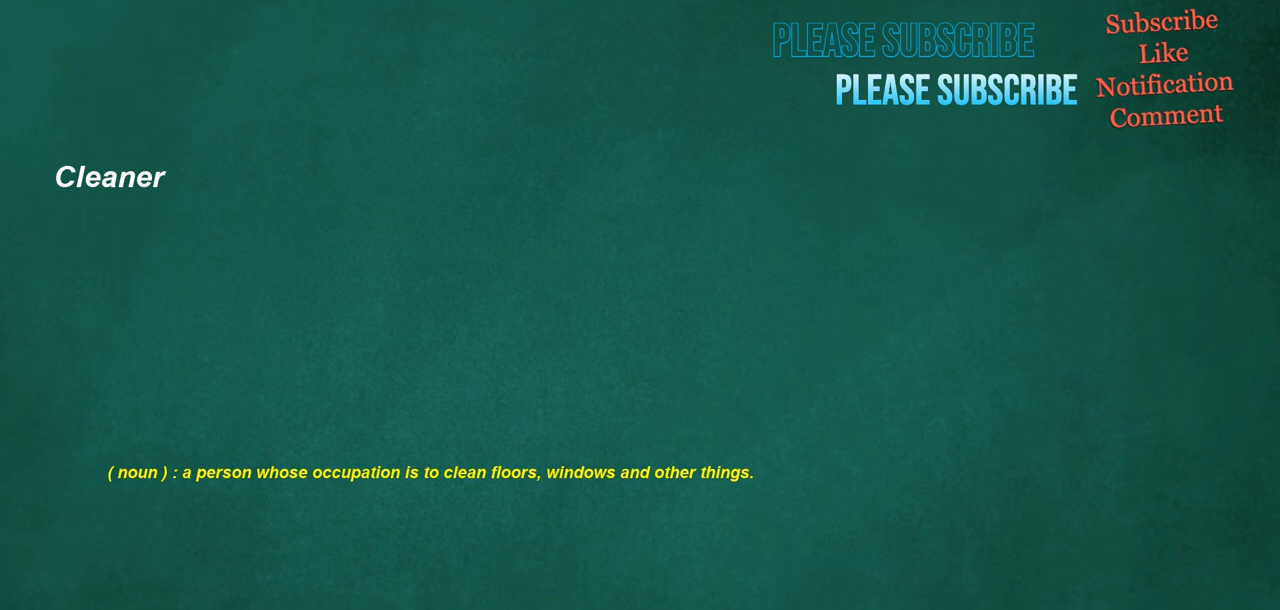 PLEASE SUBSCRIBE
PLEASE SUBSCRIBE
Subscribe
Like
Notification
Comment
Cleaner
( noun ) : a person whose occupation is to clean floors, windows and other things.